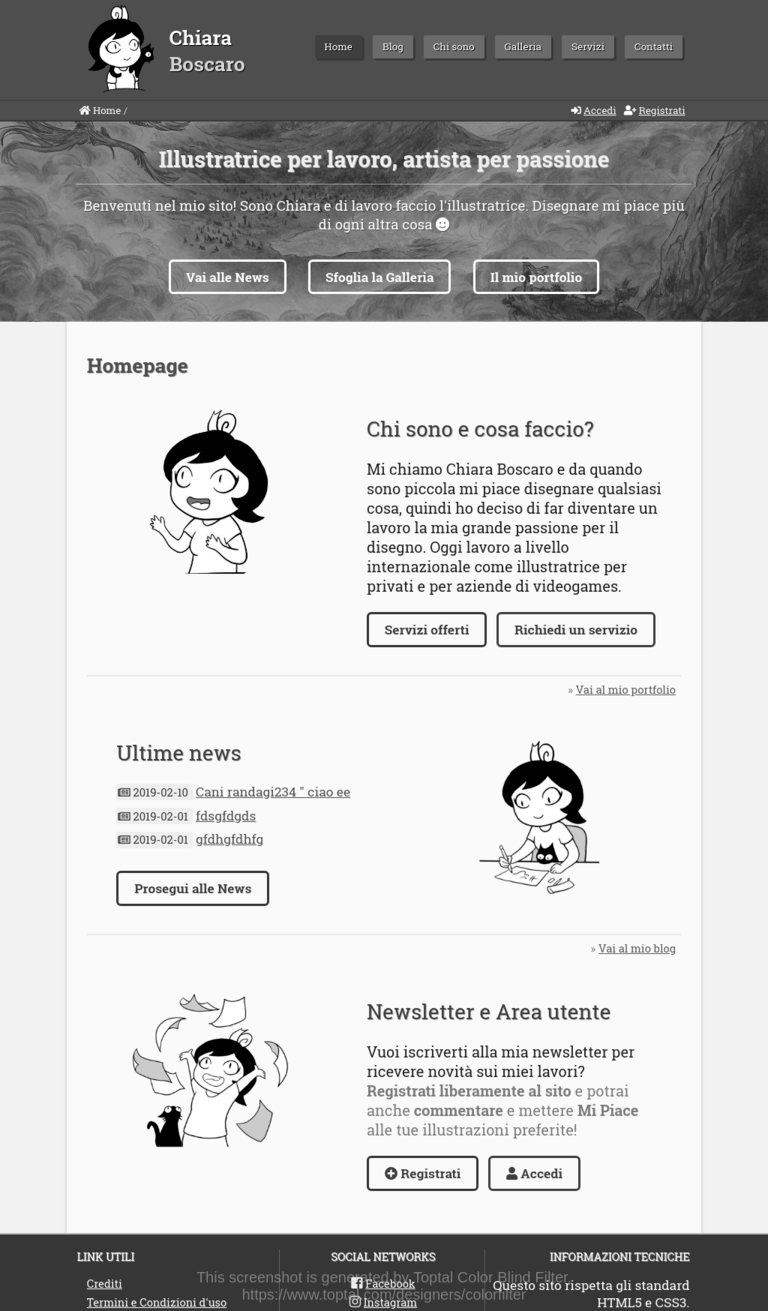 Chiara
Boscaro
Home
Blog
Chi sono
Galleria
Servizi
Contatti
Home /
Accedi
Registrati
Illustratrice per lavoro, artista per passione
Benvenuti nel mio sito! Sono Chiara e di lavoro faccio l'illustratrice. Disegnare mi piace più
di ogni altra cosa
Vai alle News
Sfoglia la Galleria
Il mio portfolio
Homepage
Chi sono e cosa faccio?
Mi chiamo Chiara Boscaro e da quando
sono piccola mi piace disegnare qualsiasi
cosa, quindi ho deciso di far diventare un
lavoro la mia grande passione per il
disegno. Oggi lavoro a livello
internazionale come illustratrice per
privati e per aziende di videogames.
Servizi offerti
Richiedi un servizio
» Vai al mio portfolio
Ultime news
2019-02-10 Cani randagi234 " ciao ee
2019-02-01 fdsgfdgds
2019-02-01 gfdhgfdhfg
Prosegui alle News
» Vai al mio blog
Newsletter e Area utente
Vuoi iscriverti alla mia newsletter per
ricevere novità sui miei lavori?
Registrati liberamente al sito e potrai
anche commentare e mettere Mi Piace
alle tue illustrazioni preferite!
Registrati
Accedi
LINK UTILI
Crediti
Termini e Condizioni d'uso
SOCIAL NETWORKS
Facebook
Instagram
INFORMAZIONI TECNICHE
Questo sito rispetta gli standard
HTML5 e CSS3.
This screenshot is generated by Toptal Color Blind Filter
https://www.toptal.com/designers/colorfilter